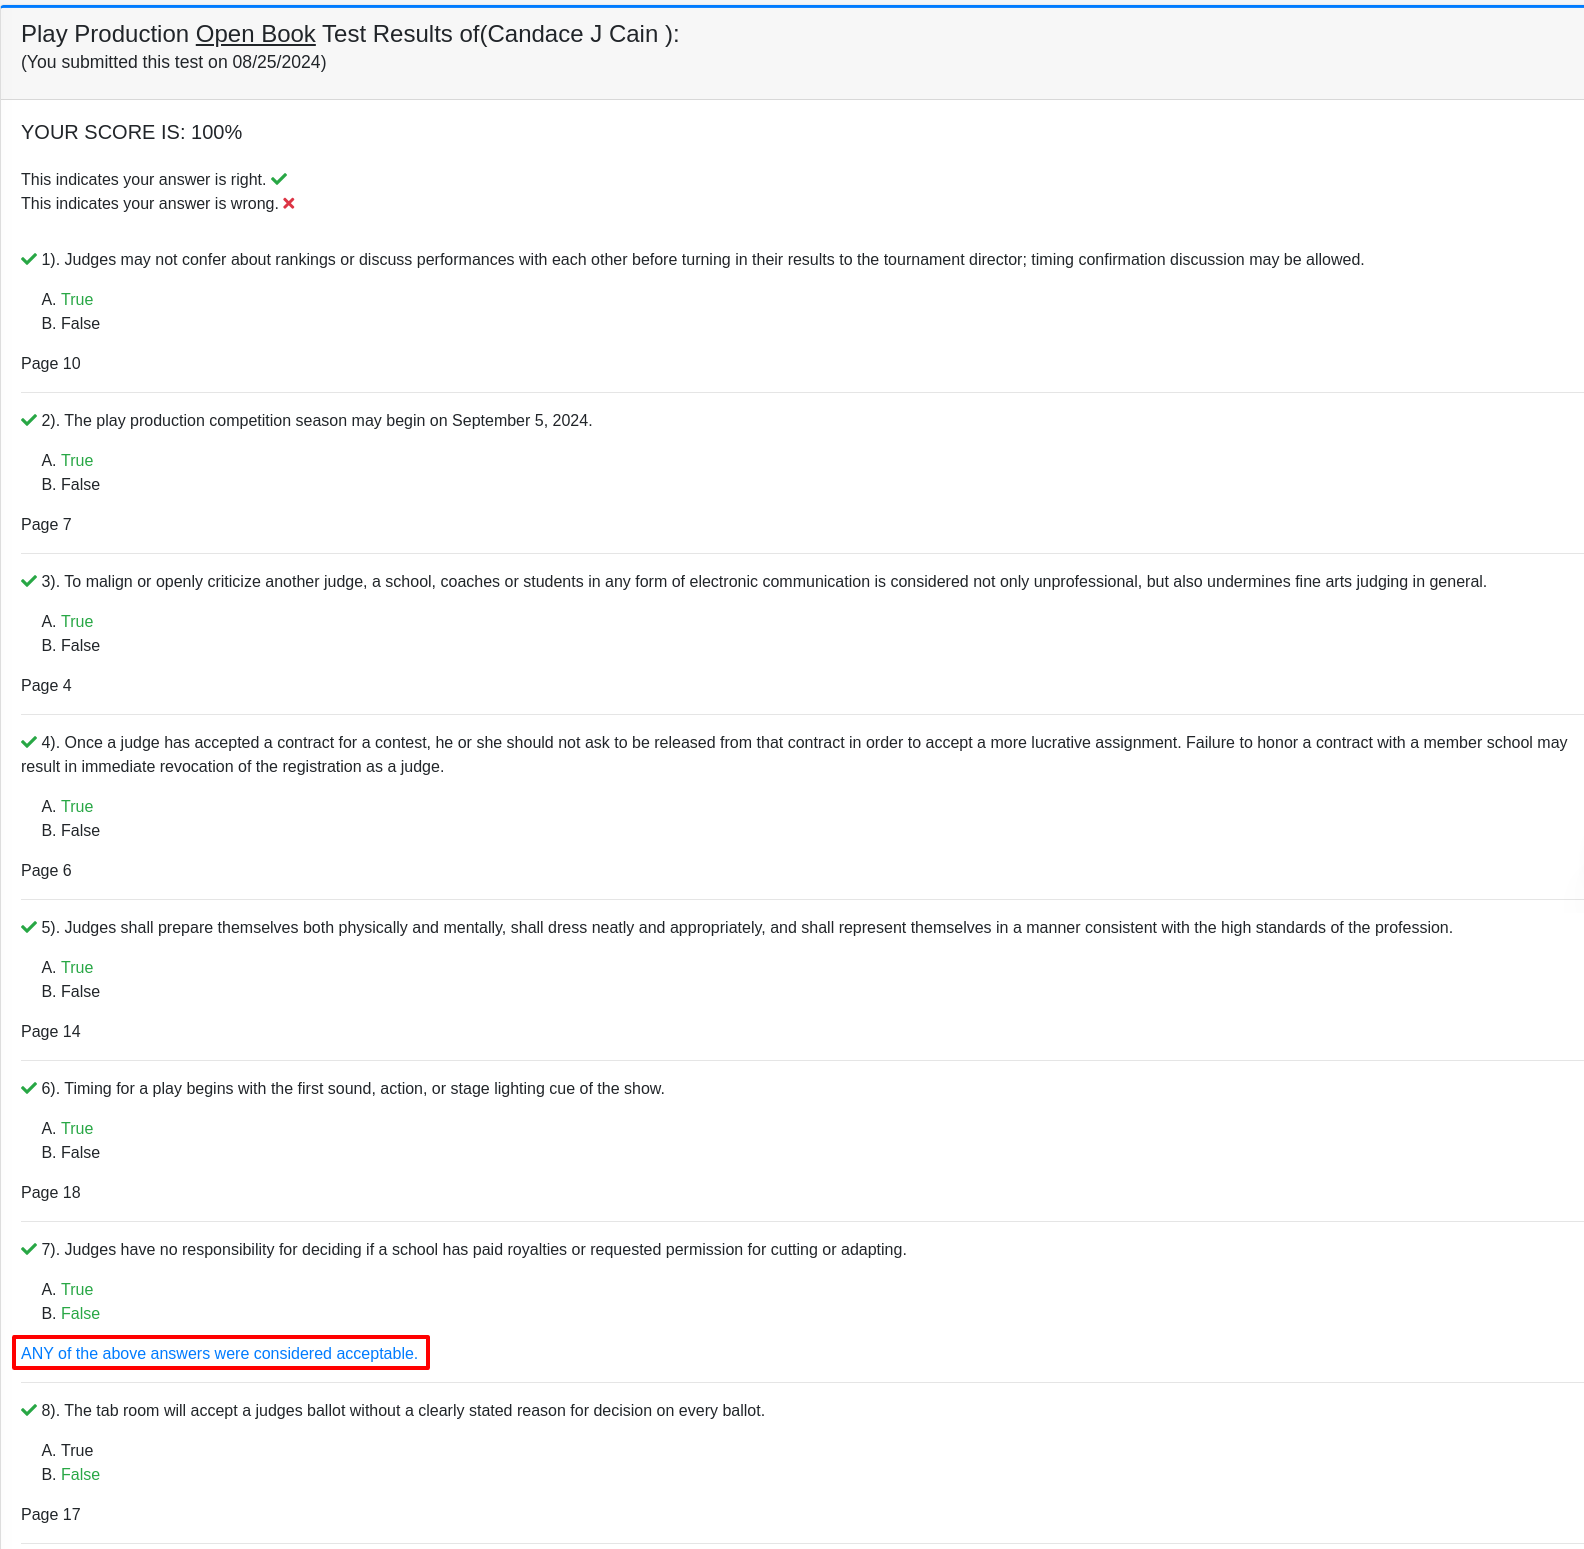 Play Production Open Book Test Results of(Candace J Cain ):
(You submitted this test on 08/25/2024)
YOUR SCORE IS: 100%
This indicates your answer is right.
This indicates your answer is wrong.
1). Judges may not confer about rankings or discuss performances with each other before turning in their results to the tournament director; timing confirmation discussion may be allowed.
A. True
B. False
Page 10
2). The play production competition season may begin on September 5, 2024.
A. True
B. False
Page 7
3). To malign or openly criticize another judge, a school, coaches or students in any form of electronic communication is considered not only unprofessional, but also undermines fine arts judging in general.
A. True
B. False
Page 4
4). Once a judge has accepted a contract for a contest, he or she should not ask to be released from that contract in order to accept a more lucrative assignment. Failure to honor a contract with a member school may
result in immediate revocation of the registration as a judge.
A. True
B. False
Page 6
5). Judges shall prepare themselves both physically and mentally, shall dress neatly and appropriately, and shall represent themselves in a manner consistent with the high standards of the profession.
A. True
B. False
Page 14
6). Timing for a play begins with the first sound, action, or stage lighting cue of the show.
A. True
B. False
Page 18
7). Judges have no responsibility for deciding if a school has paid royalties or requested permission for cutting or adapting.
A. True
B. False
ANY of the above answers were considered acceptable.
8). The tab room will accept a judges ballot without a clearly stated reason for decision on every ballot.
A. True
B. False
Page 17